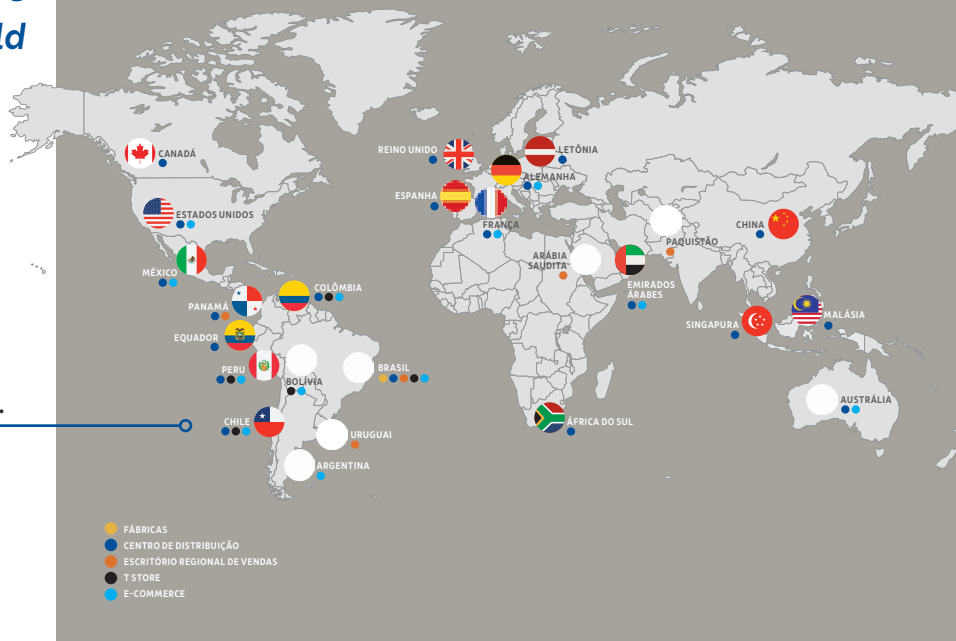 ld
CANADÁ
ESTADOS UNIDOS
MÉXICO
PANAMÁ
COLÔMBIA
EQUADOR
PERU
BOLÍVIA
BRASIL
CHILE
URUGUAI
ARGENTINA
REINO UNIDO
LETÔNIA
ALEMANHA
ESPANHA
FRANÇA
ARÁBIA
SAUDITA
EMIRADOS
ÁRABES
PAQUISTÃO
CHINA
SINGAPURA
MALÁSIA
AUSTRÁLIA
ÁFRICA DO SUL
.
FÁBRICAS
CENTRO DE DISTRIBUIÇÃO
ESCRITÓRIO REGIONAL DE VENDAS
T STORE
E-COMMERCE